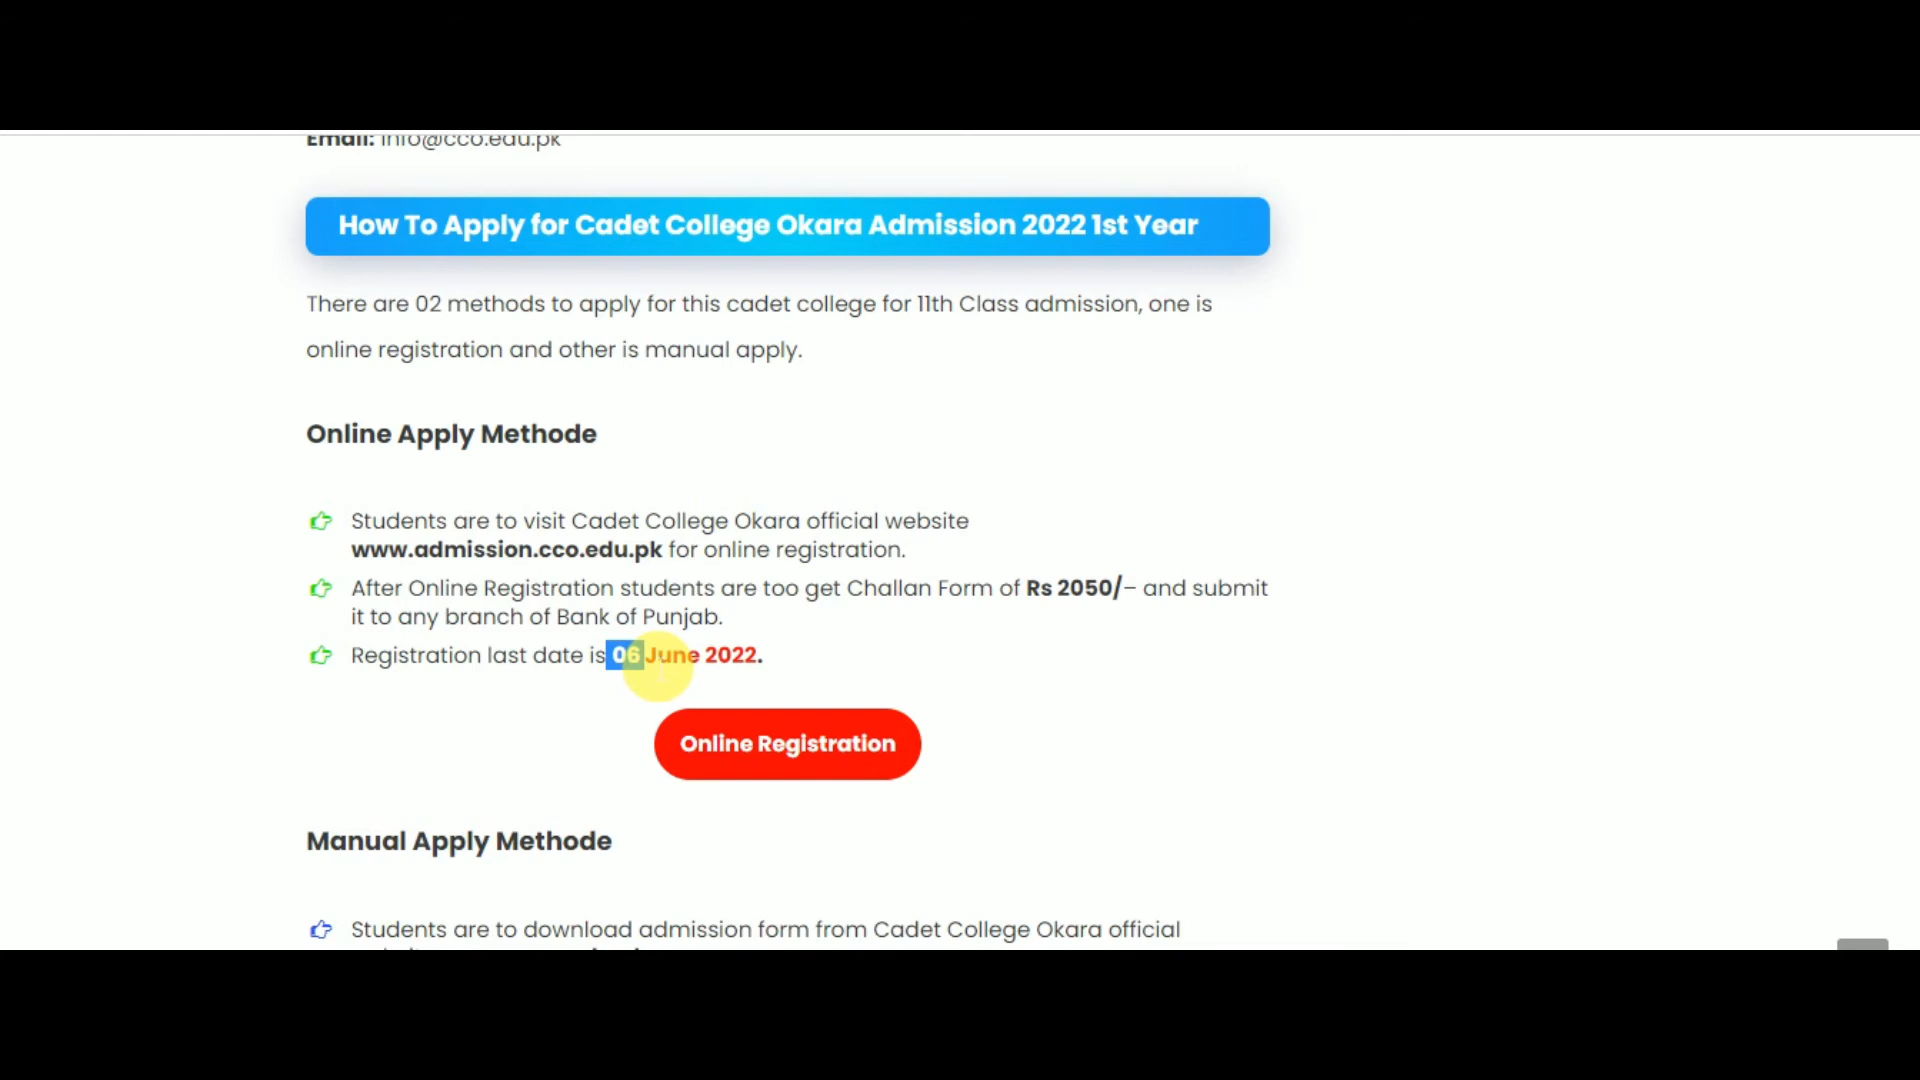 Email: info@cco.edu.pk
How To Apply for Cadet College Okara Admission 2022 1st Year
There are 02 methods to apply for this cadet college for 11th Class admission, one is
online registration and other is manual apply.
Online Apply Methode
Students are to visit Cadet College Okara official website
www.admission.cco.edu.pk for online registration.
After Online Registration students are too get Challan Form of Rs 2050/– and submit
it to any branch of Bank of Punjab.
Registration last date is 06 June 2022.
Online Registration
Manual Apply Methode
Students are to download admission form from Cadet College Okara official